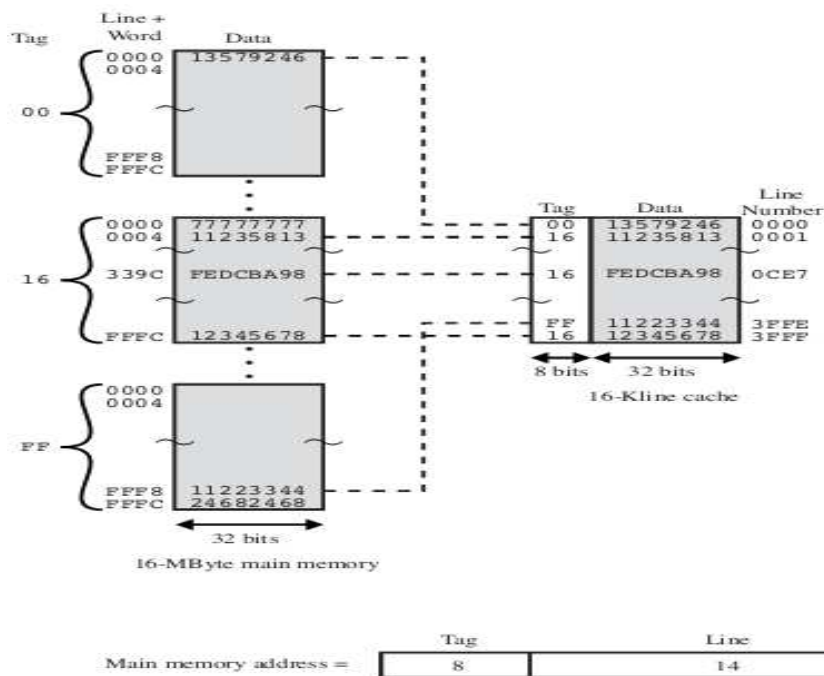 Line +
Tag Word Data
0000 13579246
0004
00
FFF8
FFFC
Tag Data Line Number
0000 77777777 00 13579246 0000
0004 11235813 16 11235813 0001
16 339C FEDCBA98 16 FEDCBA98 0CE7
FF 11223344 3FFE
FFFC 12345678 16 12345678 3FFF
8 bits 32 bits
0000
0004
16-Kline cache
FF
FFF8 11223344
FFFC 24682468
32 bits
16-MByte main memory
Tag Line
Main memory address = 8 14